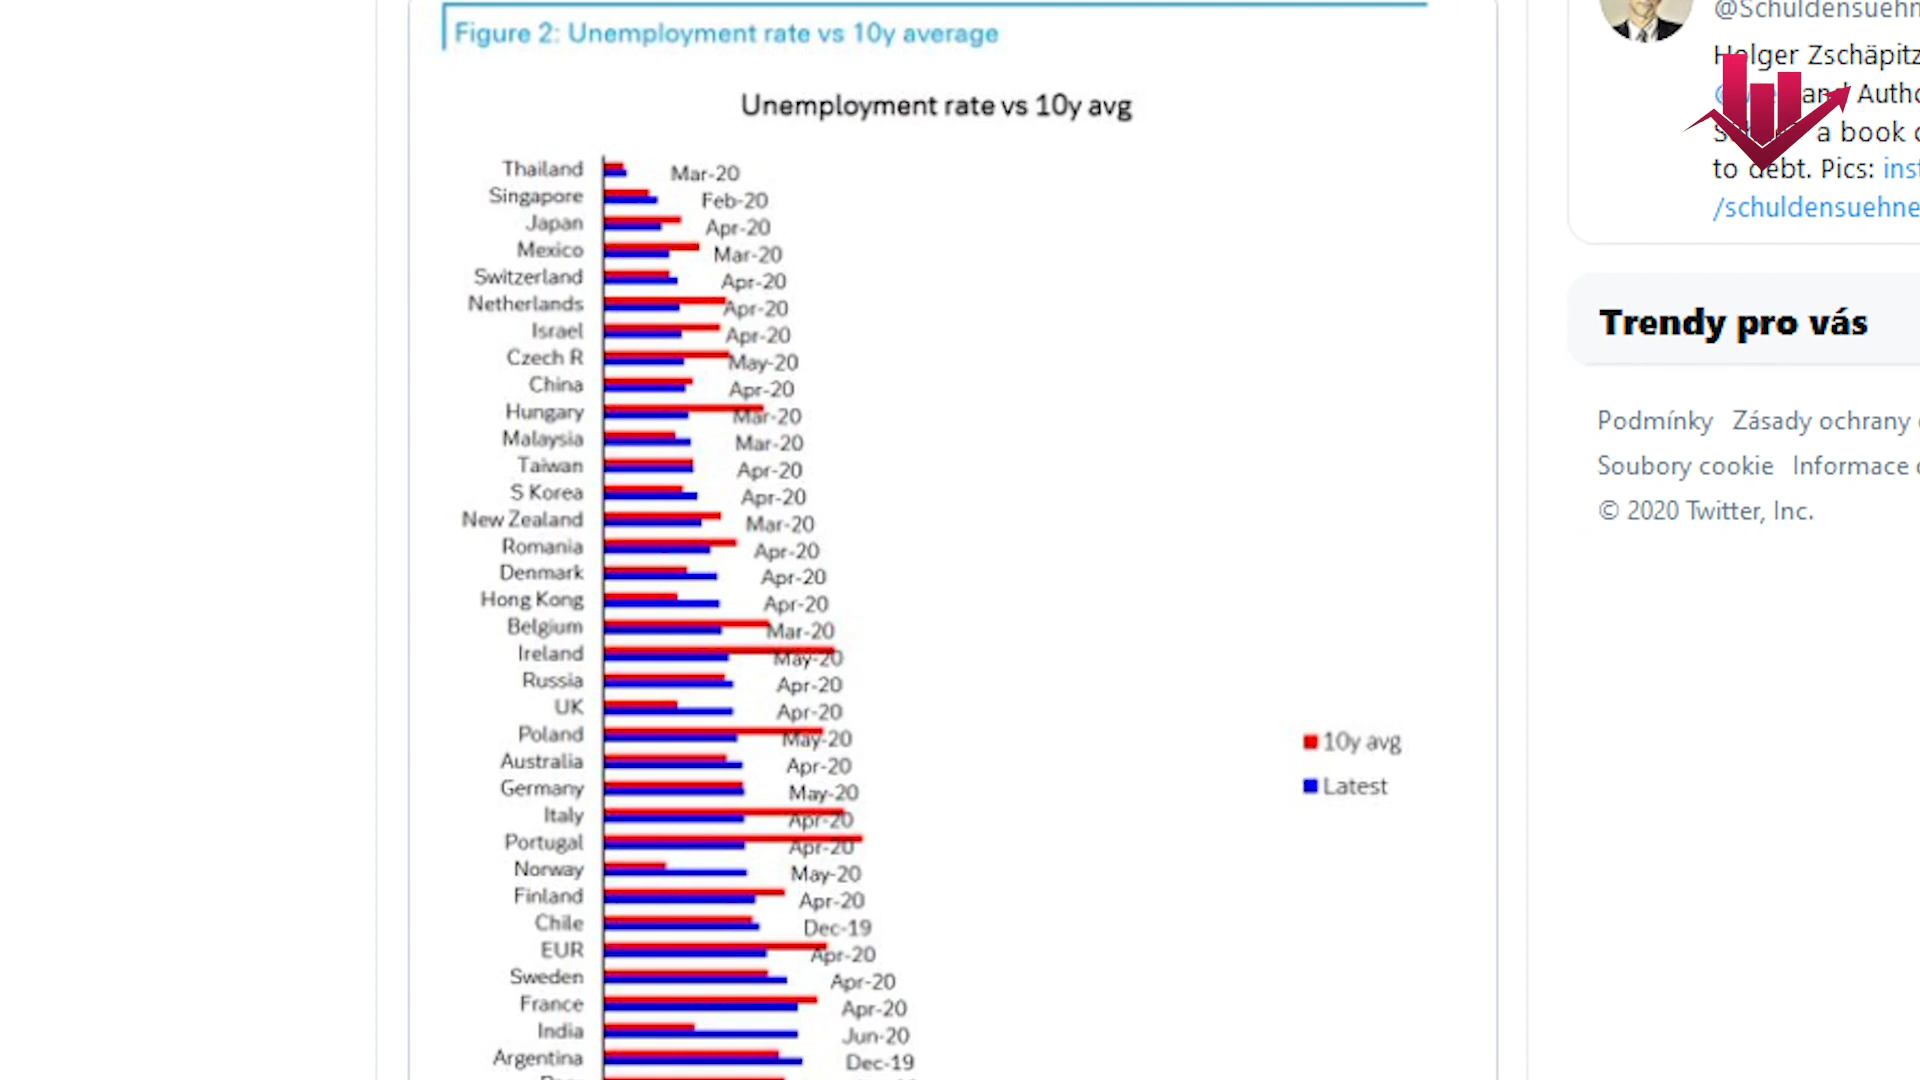 Figure 2: Unemployment rate vs 10y average
Unemployment rate vs 10y avg
Thailand Mar-20
Singapore Feb-20
Japan Apr-20
Mexico Mar-20
Switzerland Apr-20
Netherlands Apr-20
Israel Apr-20
Czech R May-20
China Apr-20
Hungary Mar-20
Malaysia Mar-20
Taiwan Apr-20
S Korea Apr-20
New Zealand Mar-20
Romania Apr-20
Denmark Apr-20
Hong Kong Apr-20
Belgium Mar-20
Ireland May-20
Russia Apr-20
UK Apr-20
Poland May-20
Australia Apr-20
Germany May-20
Italy Apr-20
Portugal Apr-20
Norway May-20
Finland Apr-20
Chile Dec-19
EUR Apr-20
Sweden Apr-20
France Apr-20
India Jun-20
Argentina Dec-19
10y avg
Latest
@Schuldensuehn
Holger Zschäpitz
and Autho
a book
to debt. Pics: inst
/schuldensuehne
Trendy pro vás
Podmínky Zásady ochrany
Soubory cookie Informace
© 2020 Twitter, Inc.